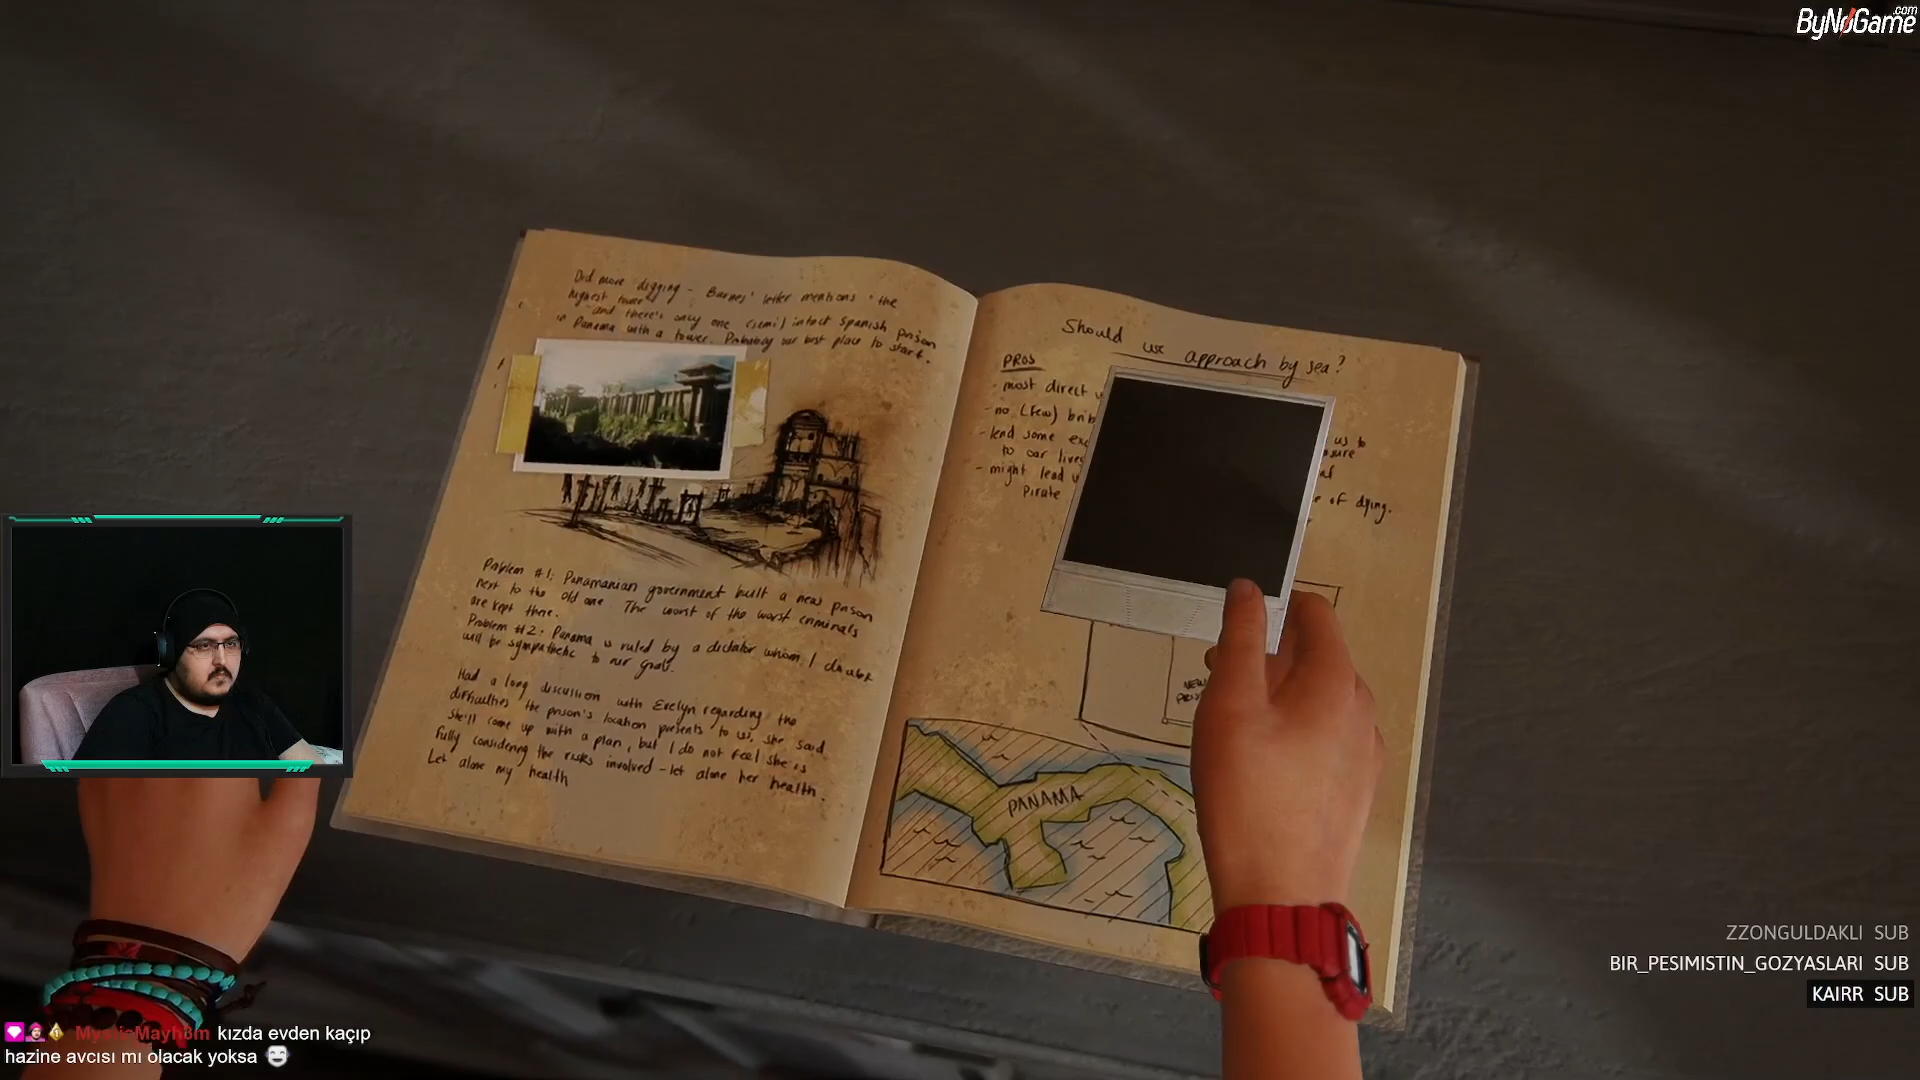 ByNoGame
.com
Did more digging - Barnes' letter mentions "the
highest tower"
and there's only one (semi) intact Spanish prison
in Panama with a tower. Probably our best place to start.
Problem #1: Panamanian government built a new prison
next to the old one. The worst of the worst criminals
are kept there.
Problem #2: Panama is ruled by a dictator whom I doubt
will be sympathetic to our goals.
Had a long discussion with Evelyn regarding the
difficulties the prison's location presents to us, she said
she'll come up with a plan, but I do not feel she is
fully considering the risks involved - let alone her health.
Let alone my health
Should we approach by sea?
PROS
- most direct
- no (few)
- lend some
to our lives
- might lead
pirate
us to
of dying.
NEW
PANAMA
ZZONGULDAKLI SUB
BIR_PESIMISTIN_GOZYASLARI SUB
KAIRR SUB
MysticMayh3m kızda evden kaçıp
hazine avcısı mı olacak yoksa